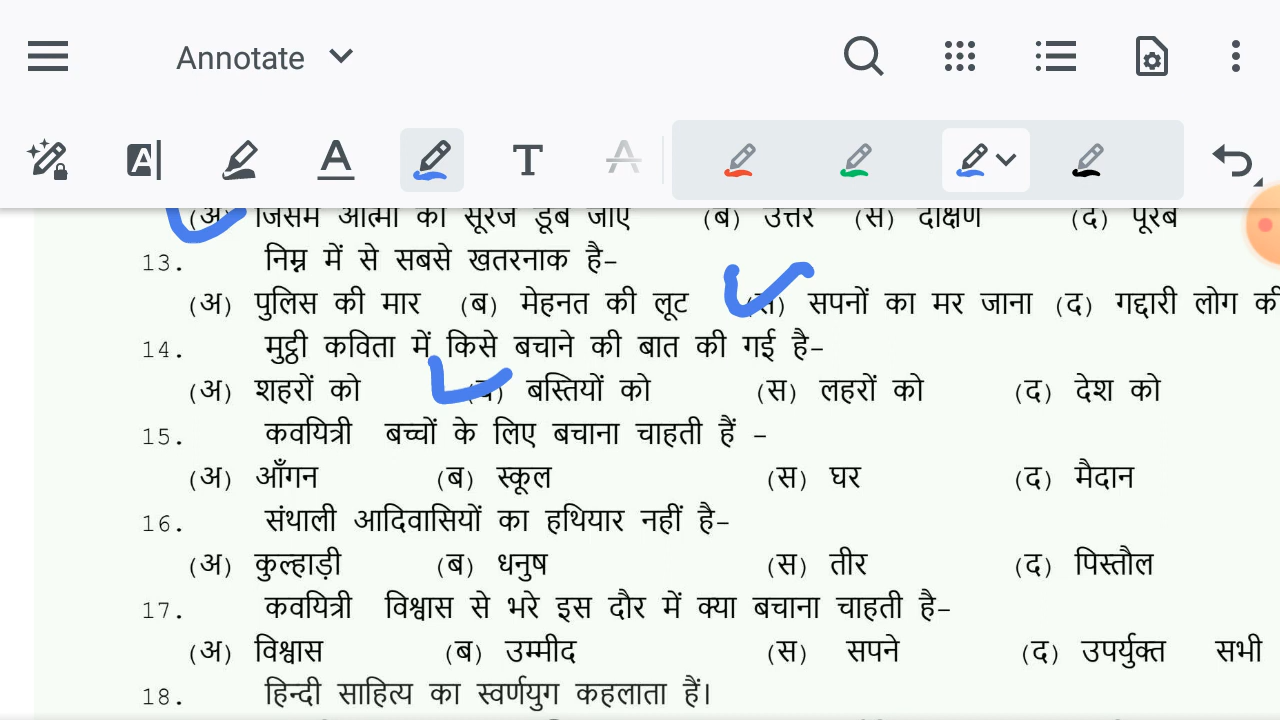 Annotate
(अ) जिसमें आत्मा का सूरज डूब जाए (ब) उत्तर (स) दक्षिण (द) पूरब
13. निम्न में से सबसे खतरनाक है-
(अ) पुलिस की मार (ब) मेहनत की लूट (स) सपनों का मर जाना (द) गद्दारी लोग की
14. मुट्ठी कविता में किसे बचाने की बात की गई है-
(अ) शहरों को (ब) बस्तियों को (स) लहरों को (द) देश को
15. कवयित्री बच्चों के लिए बचाना चाहती हैं -
(अ) आँगन (ब) स्कूल (स) घर (द) मैदान
16. संथाली आदिवासियों का हथियार नहीं है-
(अ) कुल्हाड़ी (ब) धनुष (स) तीर (द) पिस्तौल
17. कवयित्री विश्वास से भरे इस दौर में क्या बचाना चाहती है-
(अ) विश्वास (ब) उम्मीद (स) सपने (द) उपर्युक्त सभी
18. हिन्दी साहित्य का स्वर्णयुग कहलाता हैं।